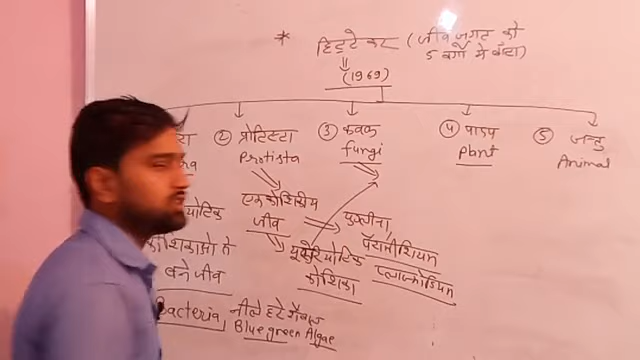 * हिइटेकर (जीव जगत को
5 वर्गो में बाँटा)
(1969)
② प्रोटिस्टा ③ कवक ④ पादप ⑤ जन्तु
Protista Fungi Plant Animal
एककोशिकीय
जीव युग्लीना,
पैरामीशियम
यूकेरियोटिक प्लाज्मोडियम
कोशिका
कोशिकाओ से
बने जीव
Bacteria, नीले हरे शैवाल
Blue green Algae